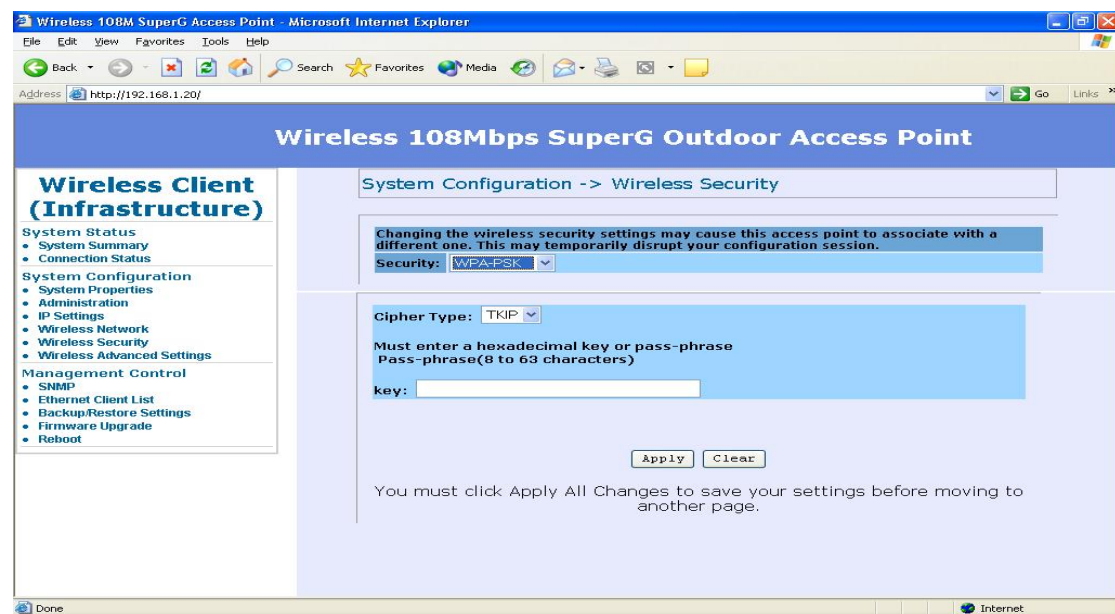 Wireless 108M SuperG Access Point - Microsoft Internet Explorer
File Edit View Favorites Tools Help
Back Search Favorites Media
Address http://192.168.1.20/ Go Links »
Wireless 108Mbps SuperG Outdoor Access Point
Wireless Client
(Infrastructure)
System Status
System Summary
Connection Status
System Configuration
System Properties
Administration
IP Settings
Wireless Network
Wireless Security
Wireless Advanced Settings
Management Control
SNMP
Ethernet Client List
Backup/Restore Settings
Firmware Upgrade
Reboot
System Configuration -> Wireless Security
Changing the wireless security settings may cause this access point to associate with a
different one. This may temporarily disrupt your configuration session.
Security: WPA-PSK
Cipher Type: TKIP
Must enter a hexadecimal key or pass-phrase
Pass-phrase(8 to 63 characters)
key:
Apply Clear
You must click Apply All Changes to save your settings before moving to
another page.
Done Internet